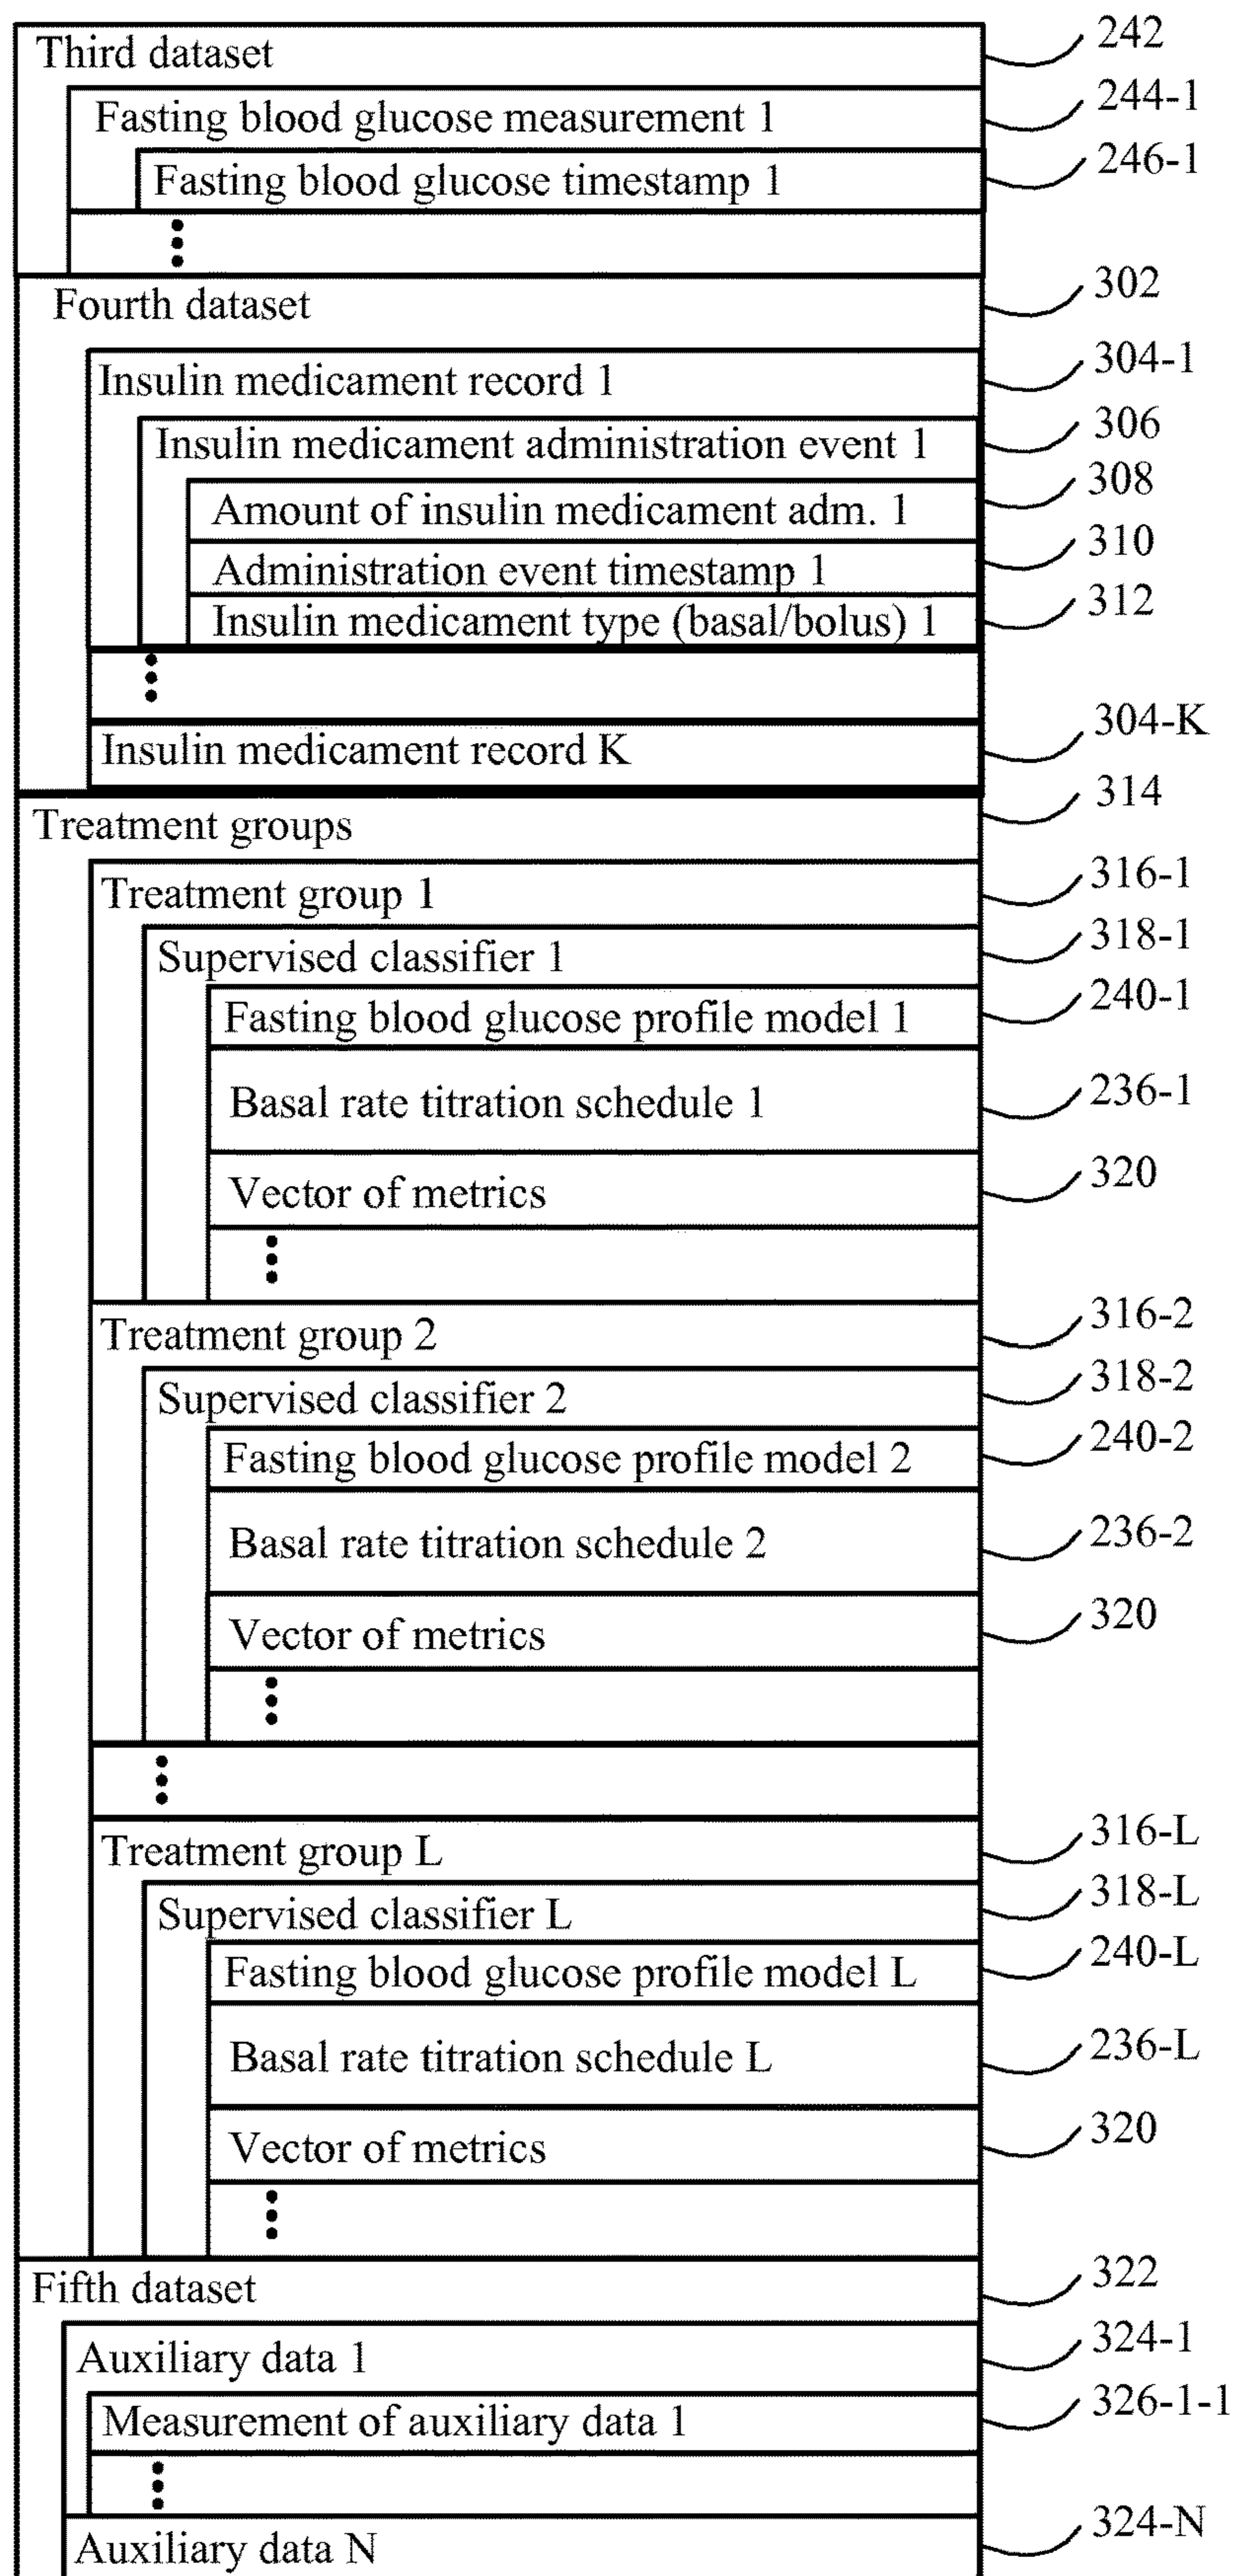 Third dataset 242
Fasting blood glucose measurement 1 244-1
Fasting blood glucose timestamp 1 246-1
Fourth dataset 302
Insulin medicament record 1 304-1
Insulin medicament administration event 1 306
Amount of insulin medicament adm. 1 308
Administration event timestamp 1 310
Insulin medicament type (basal/bolus) 1 312
Insulin medicament record K 304-K
Treatment groups 314
Treatment group 1 316-1
Supervised classifier 1 318-1
Fasting blood glucose profile model 1 240-1
Basal rate titration schedule 1 236-1
Vector of metrics 320
Treatment group 2 316-2
Supervised classifier 2 318-2
Fasting blood glucose profile model 2 240-2
Basal rate titration schedule 2 236-2
Vector of metrics 320
Treatment group L 316-L
Supervised classifier L 318-L
Fasting blood glucose profile model L 240-L
Basal rate titration schedule L 236-L
Vector of metrics 320
Fifth dataset 322
Auxiliary data 1 324-1
Measurement of auxiliary data 1 326-1-1
Auxiliary data N 324-N